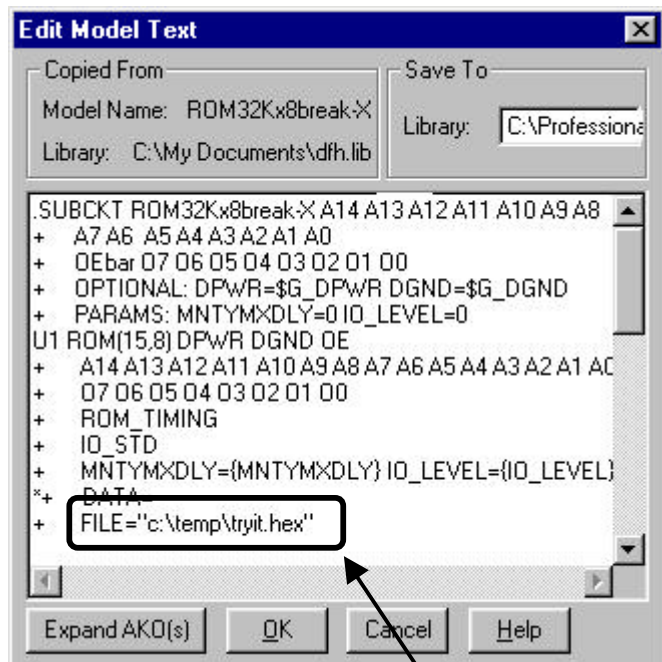 Edit Model Text
Copied From
Model Name: ROM32Kx8break-X
Library: C:\My Documents\dfh.lib
Save To
Library: C:\Professiona
.SUBCKT ROM32Kx8break-X A14 A13 A12 A11 A10 A9 A8
+ A7 A6 A5 A4 A3 A2 A1 A0
+ OEbar O7 O6 O5 O4 O3 O2 O1 O0
+ OPTIONAL: DPWR=$G_DPWR DGND=$G_DGND
+ PARAMS: MNTYMXDLY=0 IO_LEVEL=0
U1 ROM(15,8) DPWR DGND OE
+ A14 A13 A12 A11 A10 A9 A8 A7 A6 A5 A4 A3 A2 A1 A0
+ O7 O6 O5 O4 O3 O2 O1 O0
+ ROM_TIMING
+ IO_STD
+ MNTYMXDLY={MNTYMXDLY} IO_LEVEL={IO_LEVEL}
*+ DATA=
+ FILE="c:\temp\tryit.hex"
Expand AKO(s) OK Cancel Help